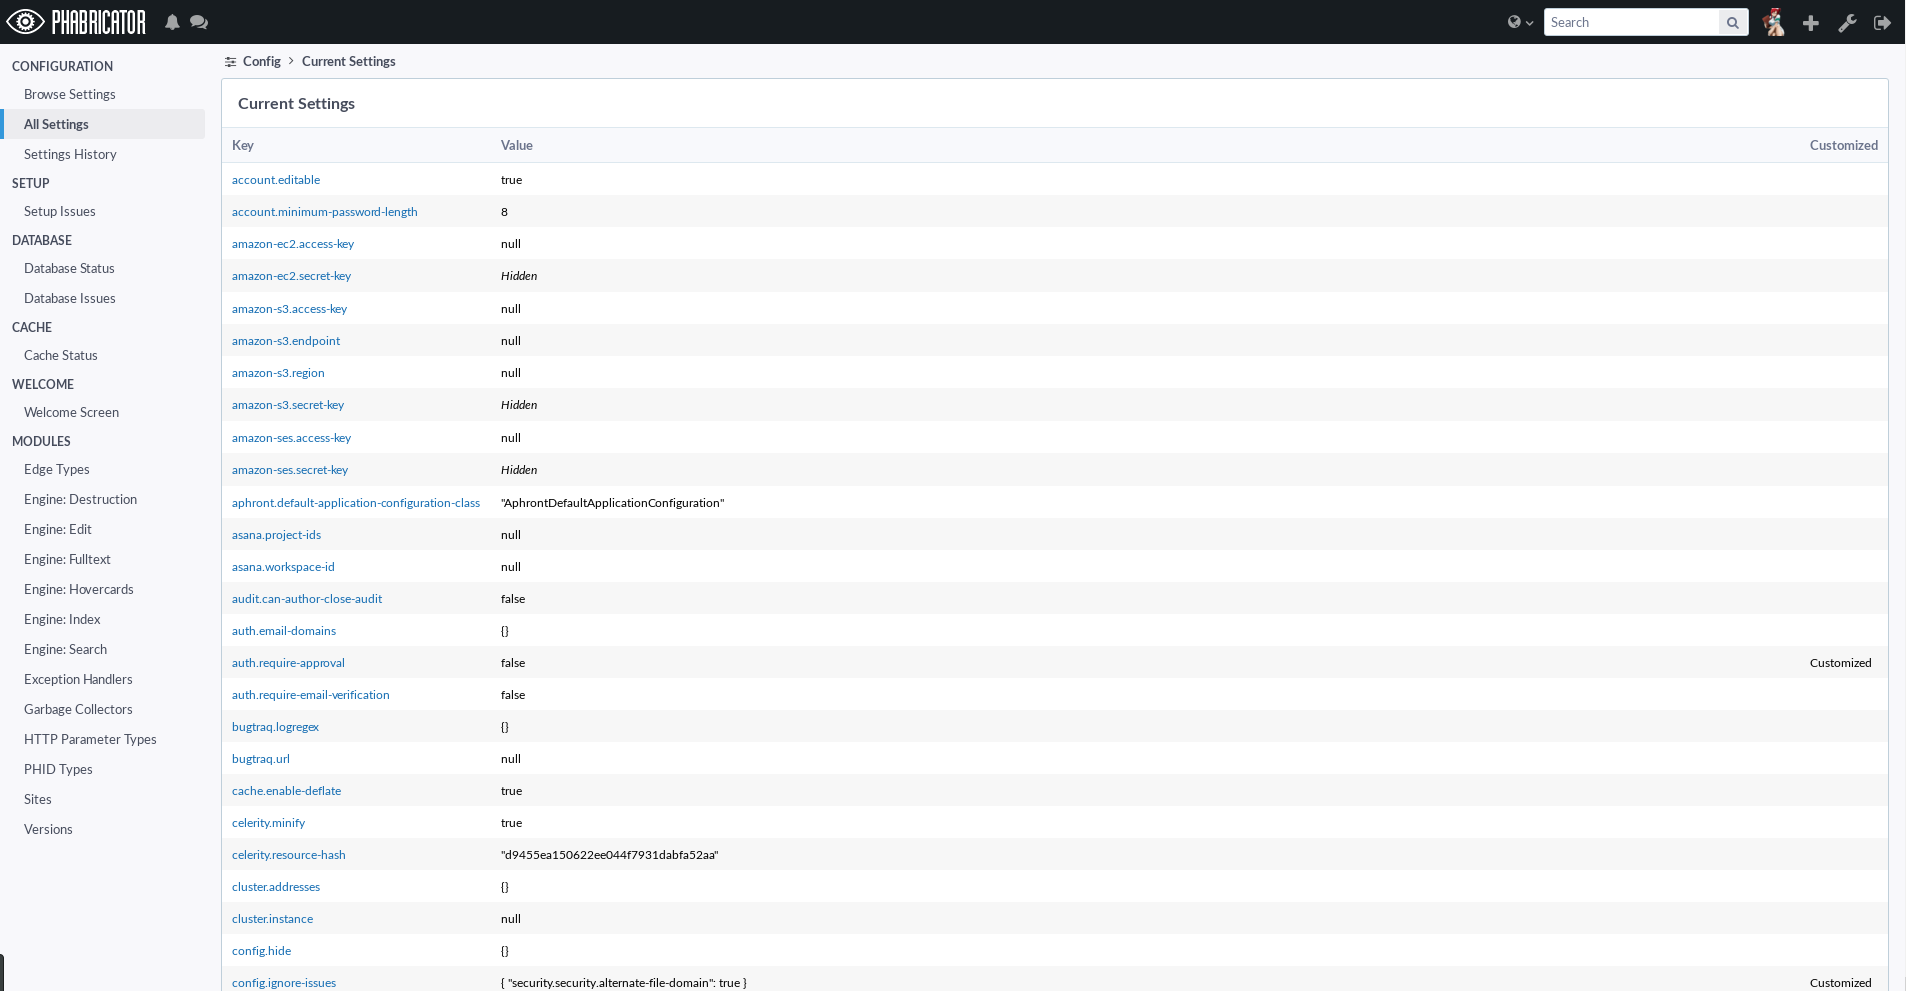 PHABRICATOR
Search
CONFIGURATION
Browse Settings
All Settings
Settings History
SETUP
Setup Issues
DATABASE
Database Status
Database Issues
CACHE
Cache Status
WELCOME
Welcome Screen
MODULES
Edge Types
Engine: Destruction
Engine: Edit
Engine: Fulltext
Engine: Hovercards
Engine: Index
Engine: Search
Exception Handlers
Garbage Collectors
HTTP Parameter Types
PHID Types
Sites
Versions
Config > Current Settings
Current Settings
Key Value Customized
account.editable true
account.minimum-password-length 8
amazon-ec2.access-key null
amazon-ec2.secret-key Hidden
amazon-s3.access-key null
amazon-s3.endpoint null
amazon-s3.region null
amazon-s3.secret-key Hidden
amazon-ses.access-key null
amazon-ses.secret-key Hidden
aphront.default-application-configuration-class "AphrontDefaultApplicationConfiguration"
asana.project-ids null
asana.workspace-id null
audit.can-author-close-audit false
auth.email-domains {}
auth.require-approval false Customized
auth.require-email-verification false
bugtraq.logregex {}
bugtraq.url null
cache.enable-deflate true
celerity.minify true
celerity.resource-hash "d9455ea150622ee044f7931dabfa52aa"
cluster.addresses {}
cluster.instance null
config.hide {}
config.ignore-issues { "security.security.alternate-file-domain": true } Customized